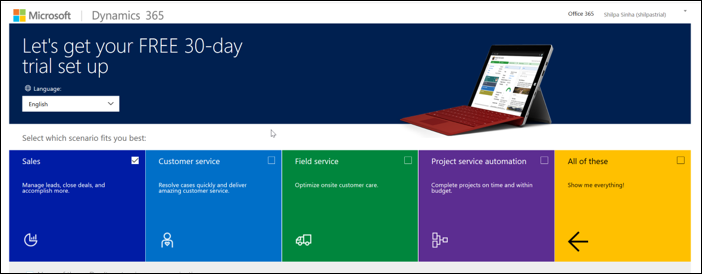 Microsoft | Dynamics 365
Office 365 Shilpa Sinha (shilpastrial)
Let's get your FREE 30-day
trial set up
Language:
English
Select which scenario fits you best:
Sales
Manage leads, close deals, and
accomplish more.
Customer service
Resolve cases quickly and deliver
amazing customer service.
Field service
Optimize onsite customer care.
Project service automation
Complete projects on time and within
budget.
All of these
Show me everything!